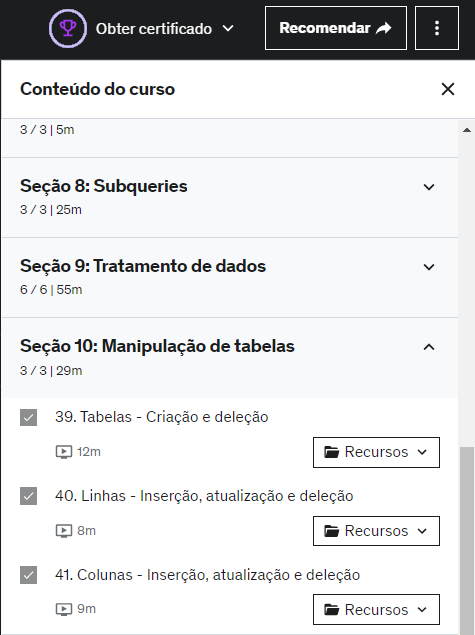 Obter certificado
Recomendar
Conteúdo do curso
3 / 3 | 5m
Seção 8: Subqueries
3 / 3 | 25m
Seção 9: Tratamento de dados
6 / 6 | 55m
Seção 10: Manipulação de tabelas
3 / 3 | 29m
39. Tabelas - Criação e deleção
12m
Recursos
40. Linhas - Inserção, atualização e deleção
8m
Recursos
41. Colunas - Inserção, atualização e deleção
9m
Recursos